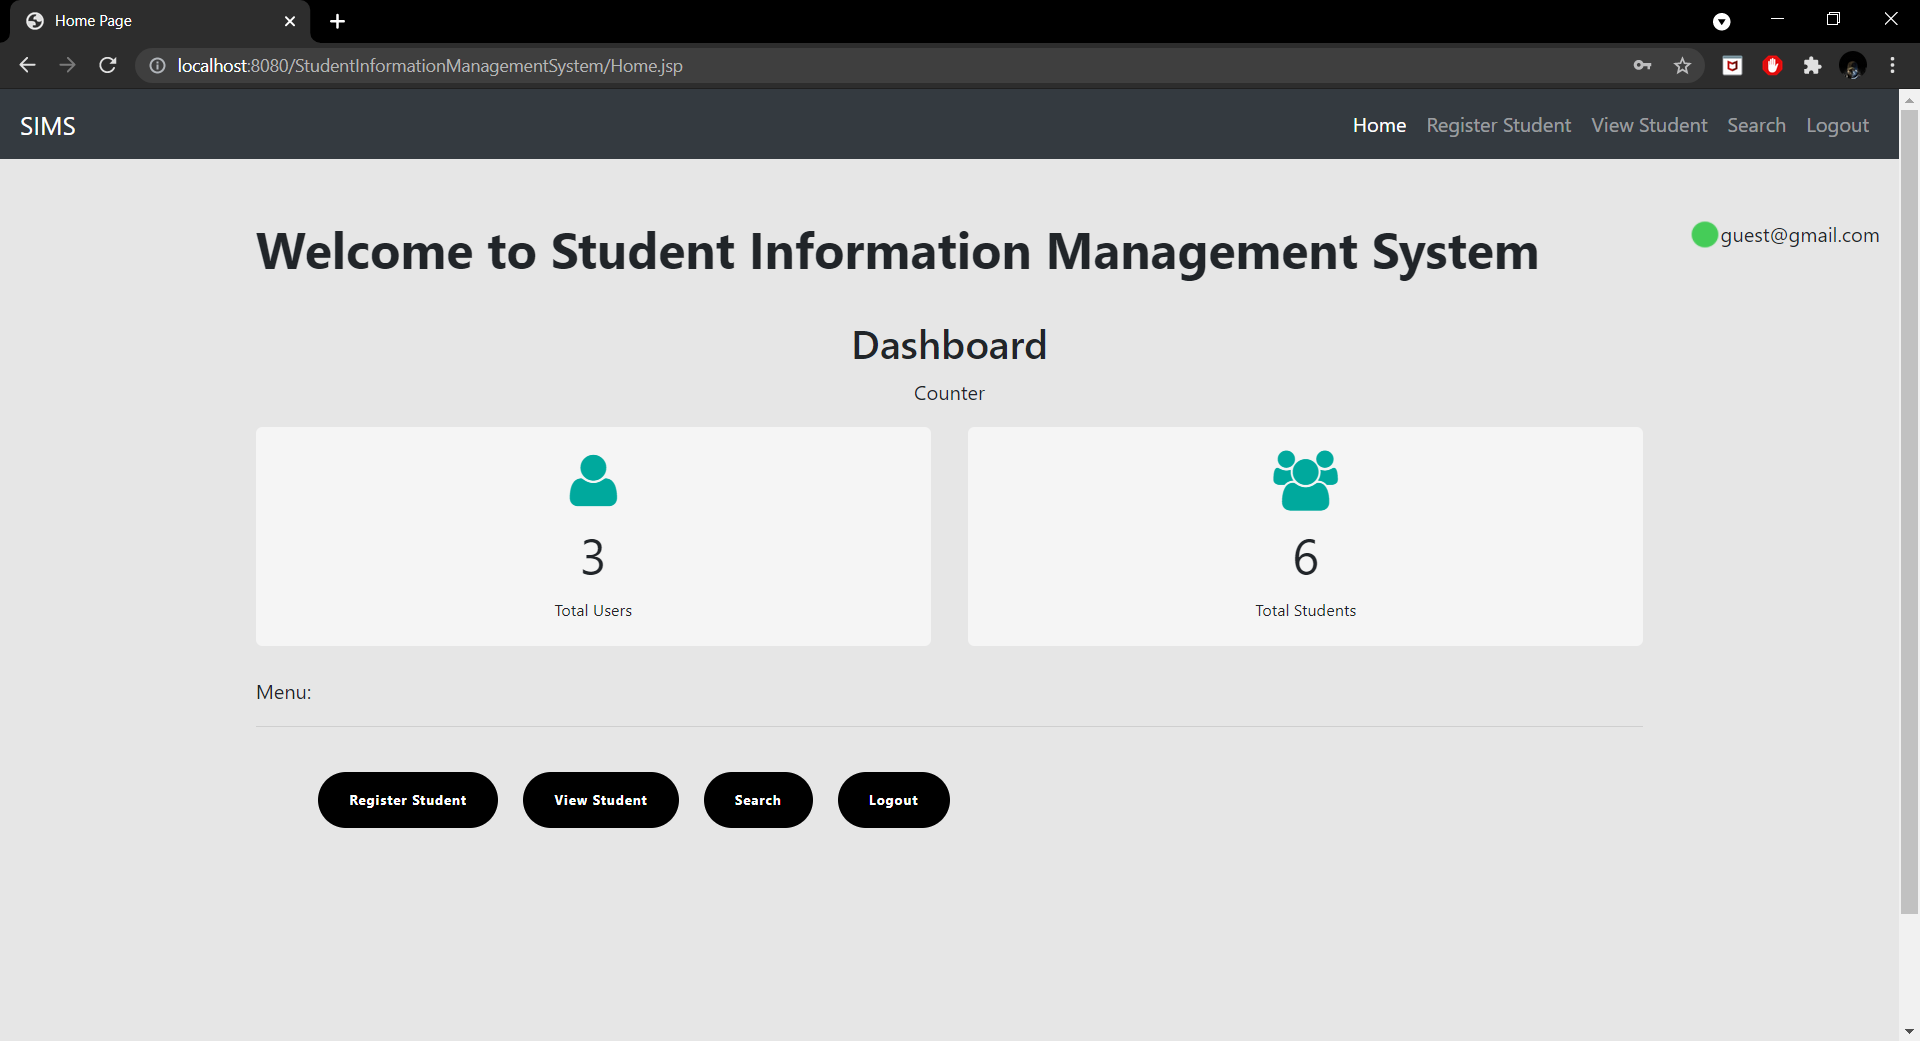 Home Page
localhost:8080/StudentInformationManagementSystem/Home.jsp
SIMS
Home Register Student View Student Search Logout
Welcome to Student Information Management System
guest@gmail.com
Dashboard
Counter
3
Total Users
6
Total Students
Menu:
Register Student
View Student
Search
Logout